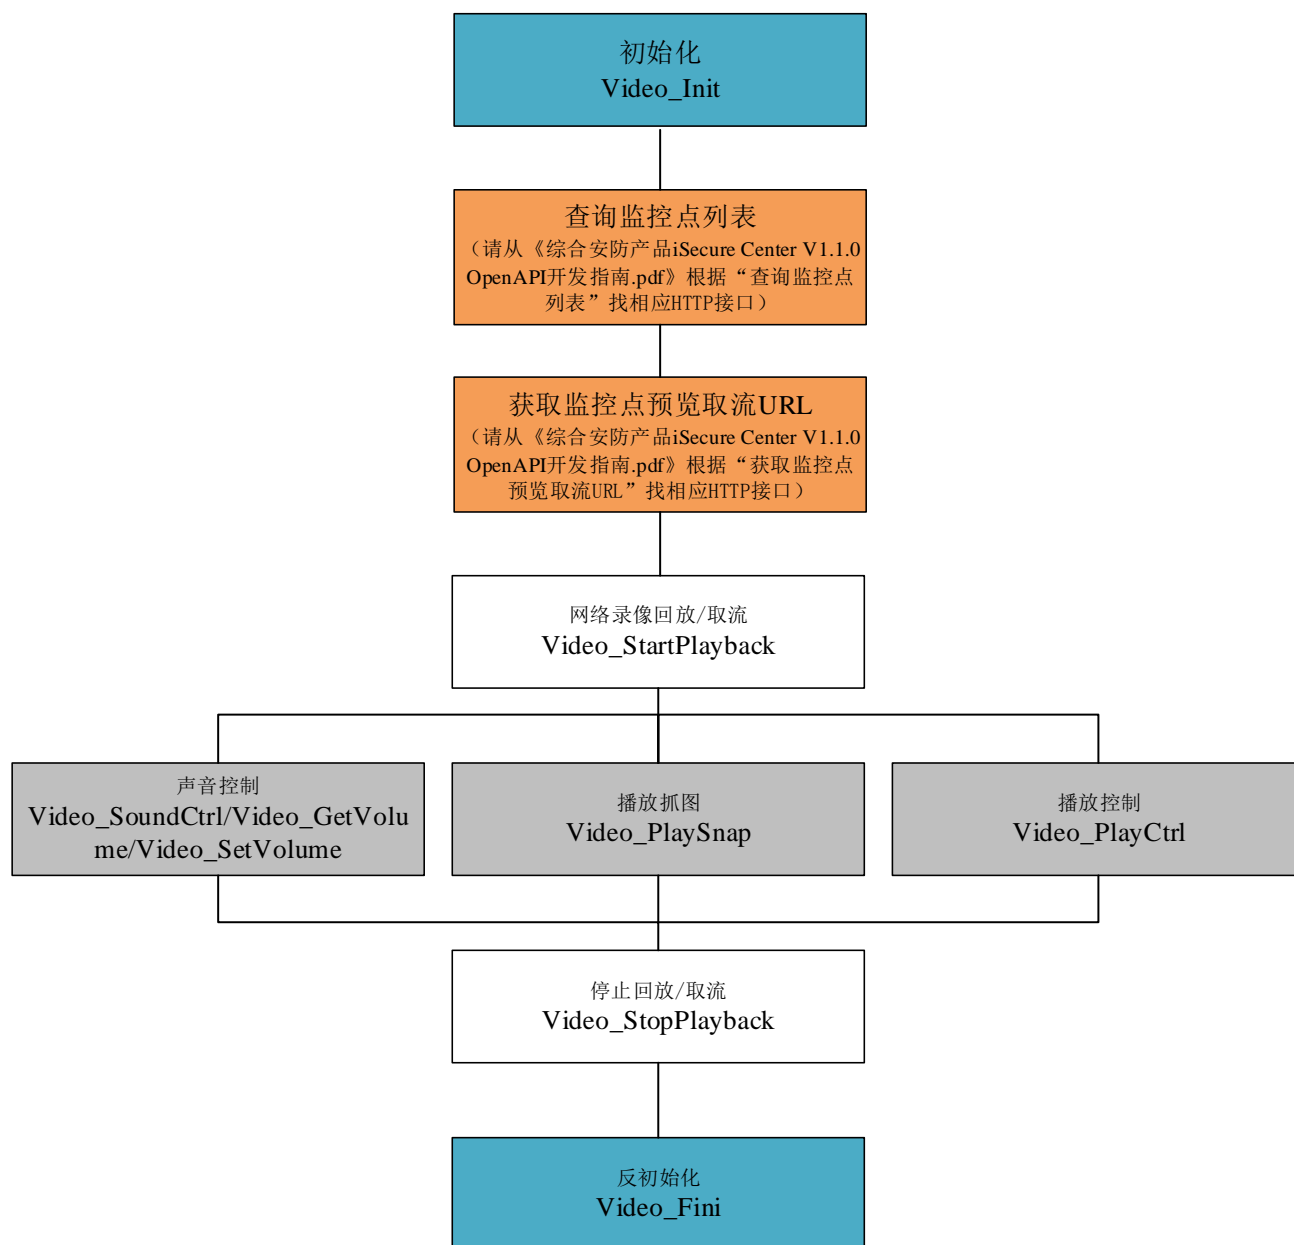 初始化
Video_Init
查询监控点列表
（请从《综合安防产品iSecure Center V1.1.0
OpenAPI开发指南.pdf》根据“查询监控点
列表”找相应HTTP接口）
获取监控点预览取流URL
（请从《综合安防产品iSecure Center V1.1.0
OpenAPI开发指南.pdf》根据“获取监控点
预览取流URL”找相应HTTP接口）
网络录像回放/取流
Video_StartPlayback
声音控制
Video_SoundCtrl/Video_GetVolu
me/Video_SetVolume
播放抓图
Video_PlaySnap
播放控制
Video_PlayCtrl
停止回放/取流
Video_StopPlayback
反初始化
Video_Fini